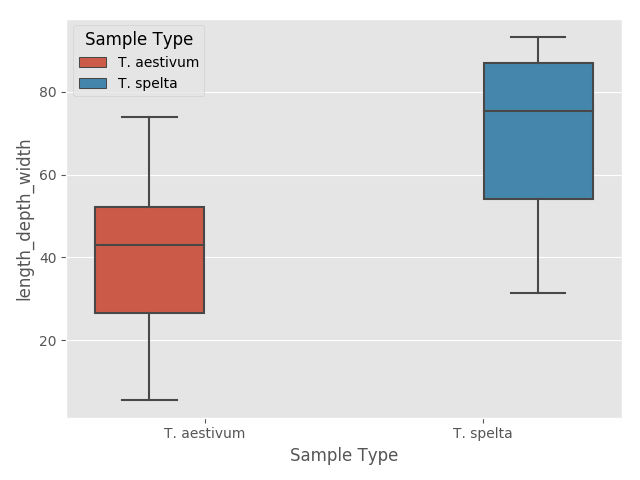 Sample Type
T. aestivum
T. spelta
80
60
40
20
length_depth_width
T. aestivum
T. spelta
Sample Type